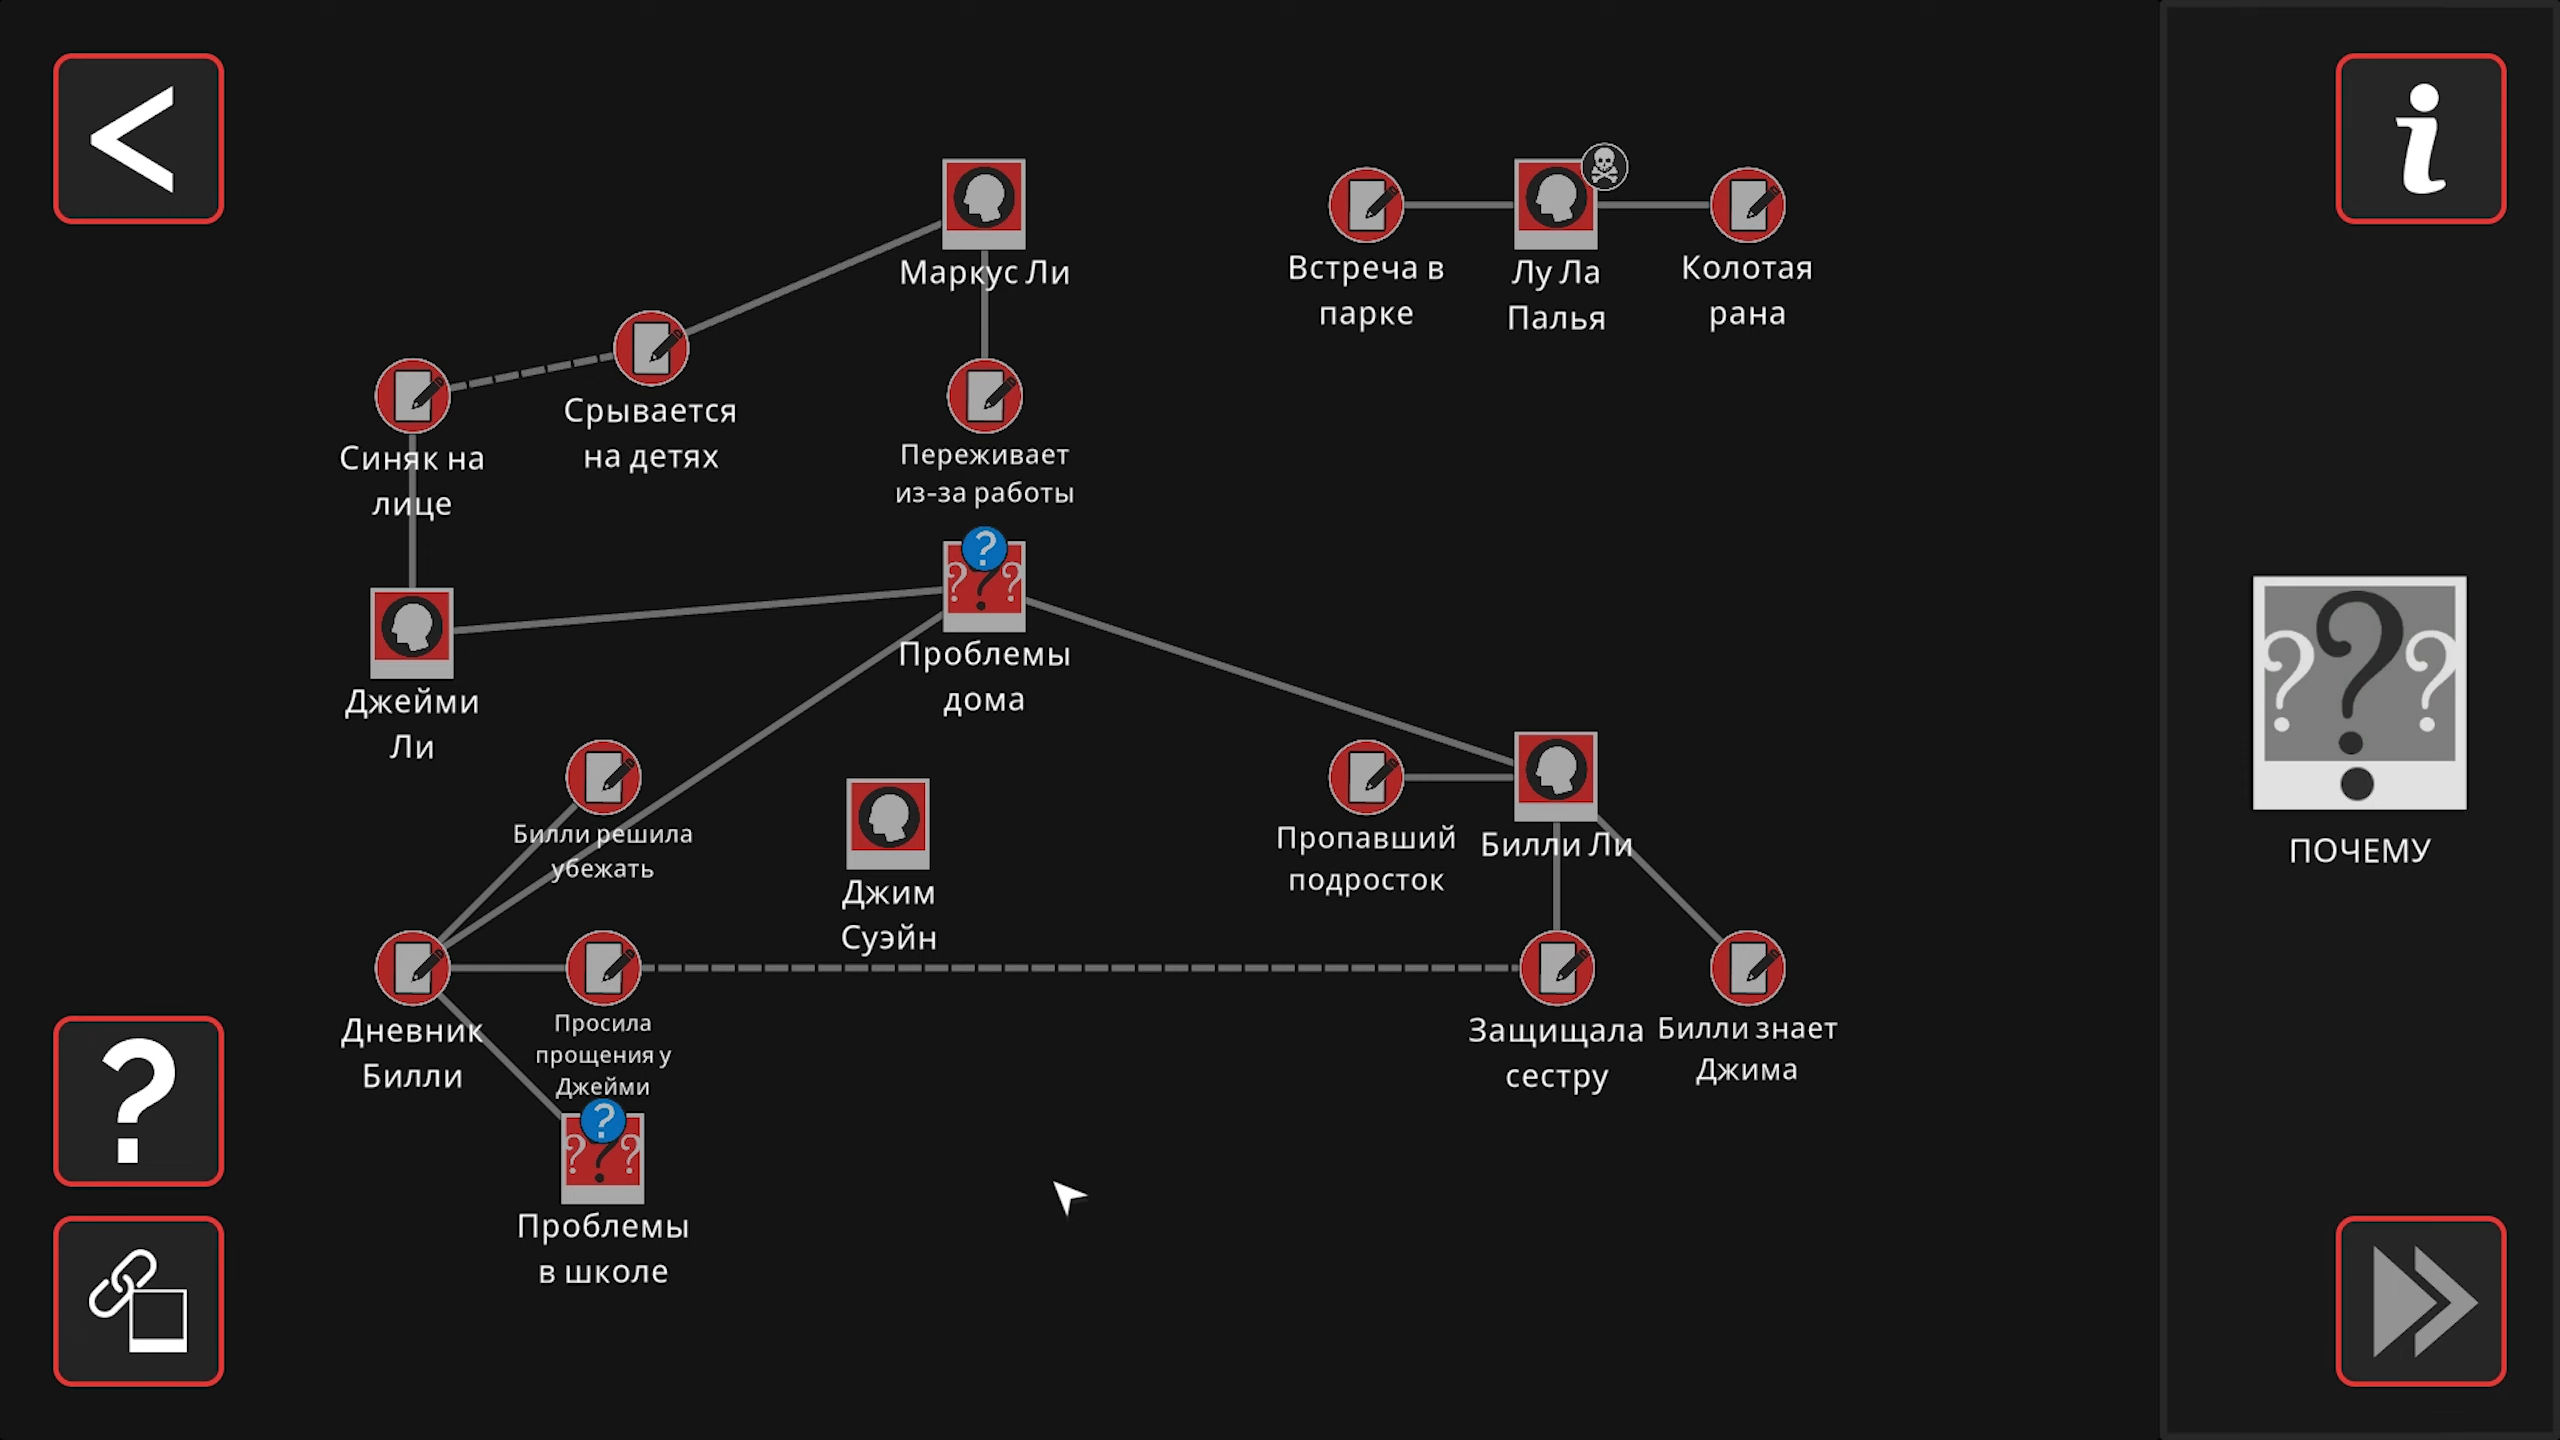 Маркус Ли
Встреча в
парке
Лу Ла
Палья
Колотая
рана
Срывается
на детях
Синяк на
лице
Переживает
из-за работы
Проблемы
дома
Джейми
Ли
Билли решила
убежать
Джим
Суэйн
Пропавший
подросток
Билли Ли
ПОЧЕМУ
Дневник
Билли
Просила
прощения у
Джейми
Защищала
сестру
Билли знает
Джима
Проблемы
в школе